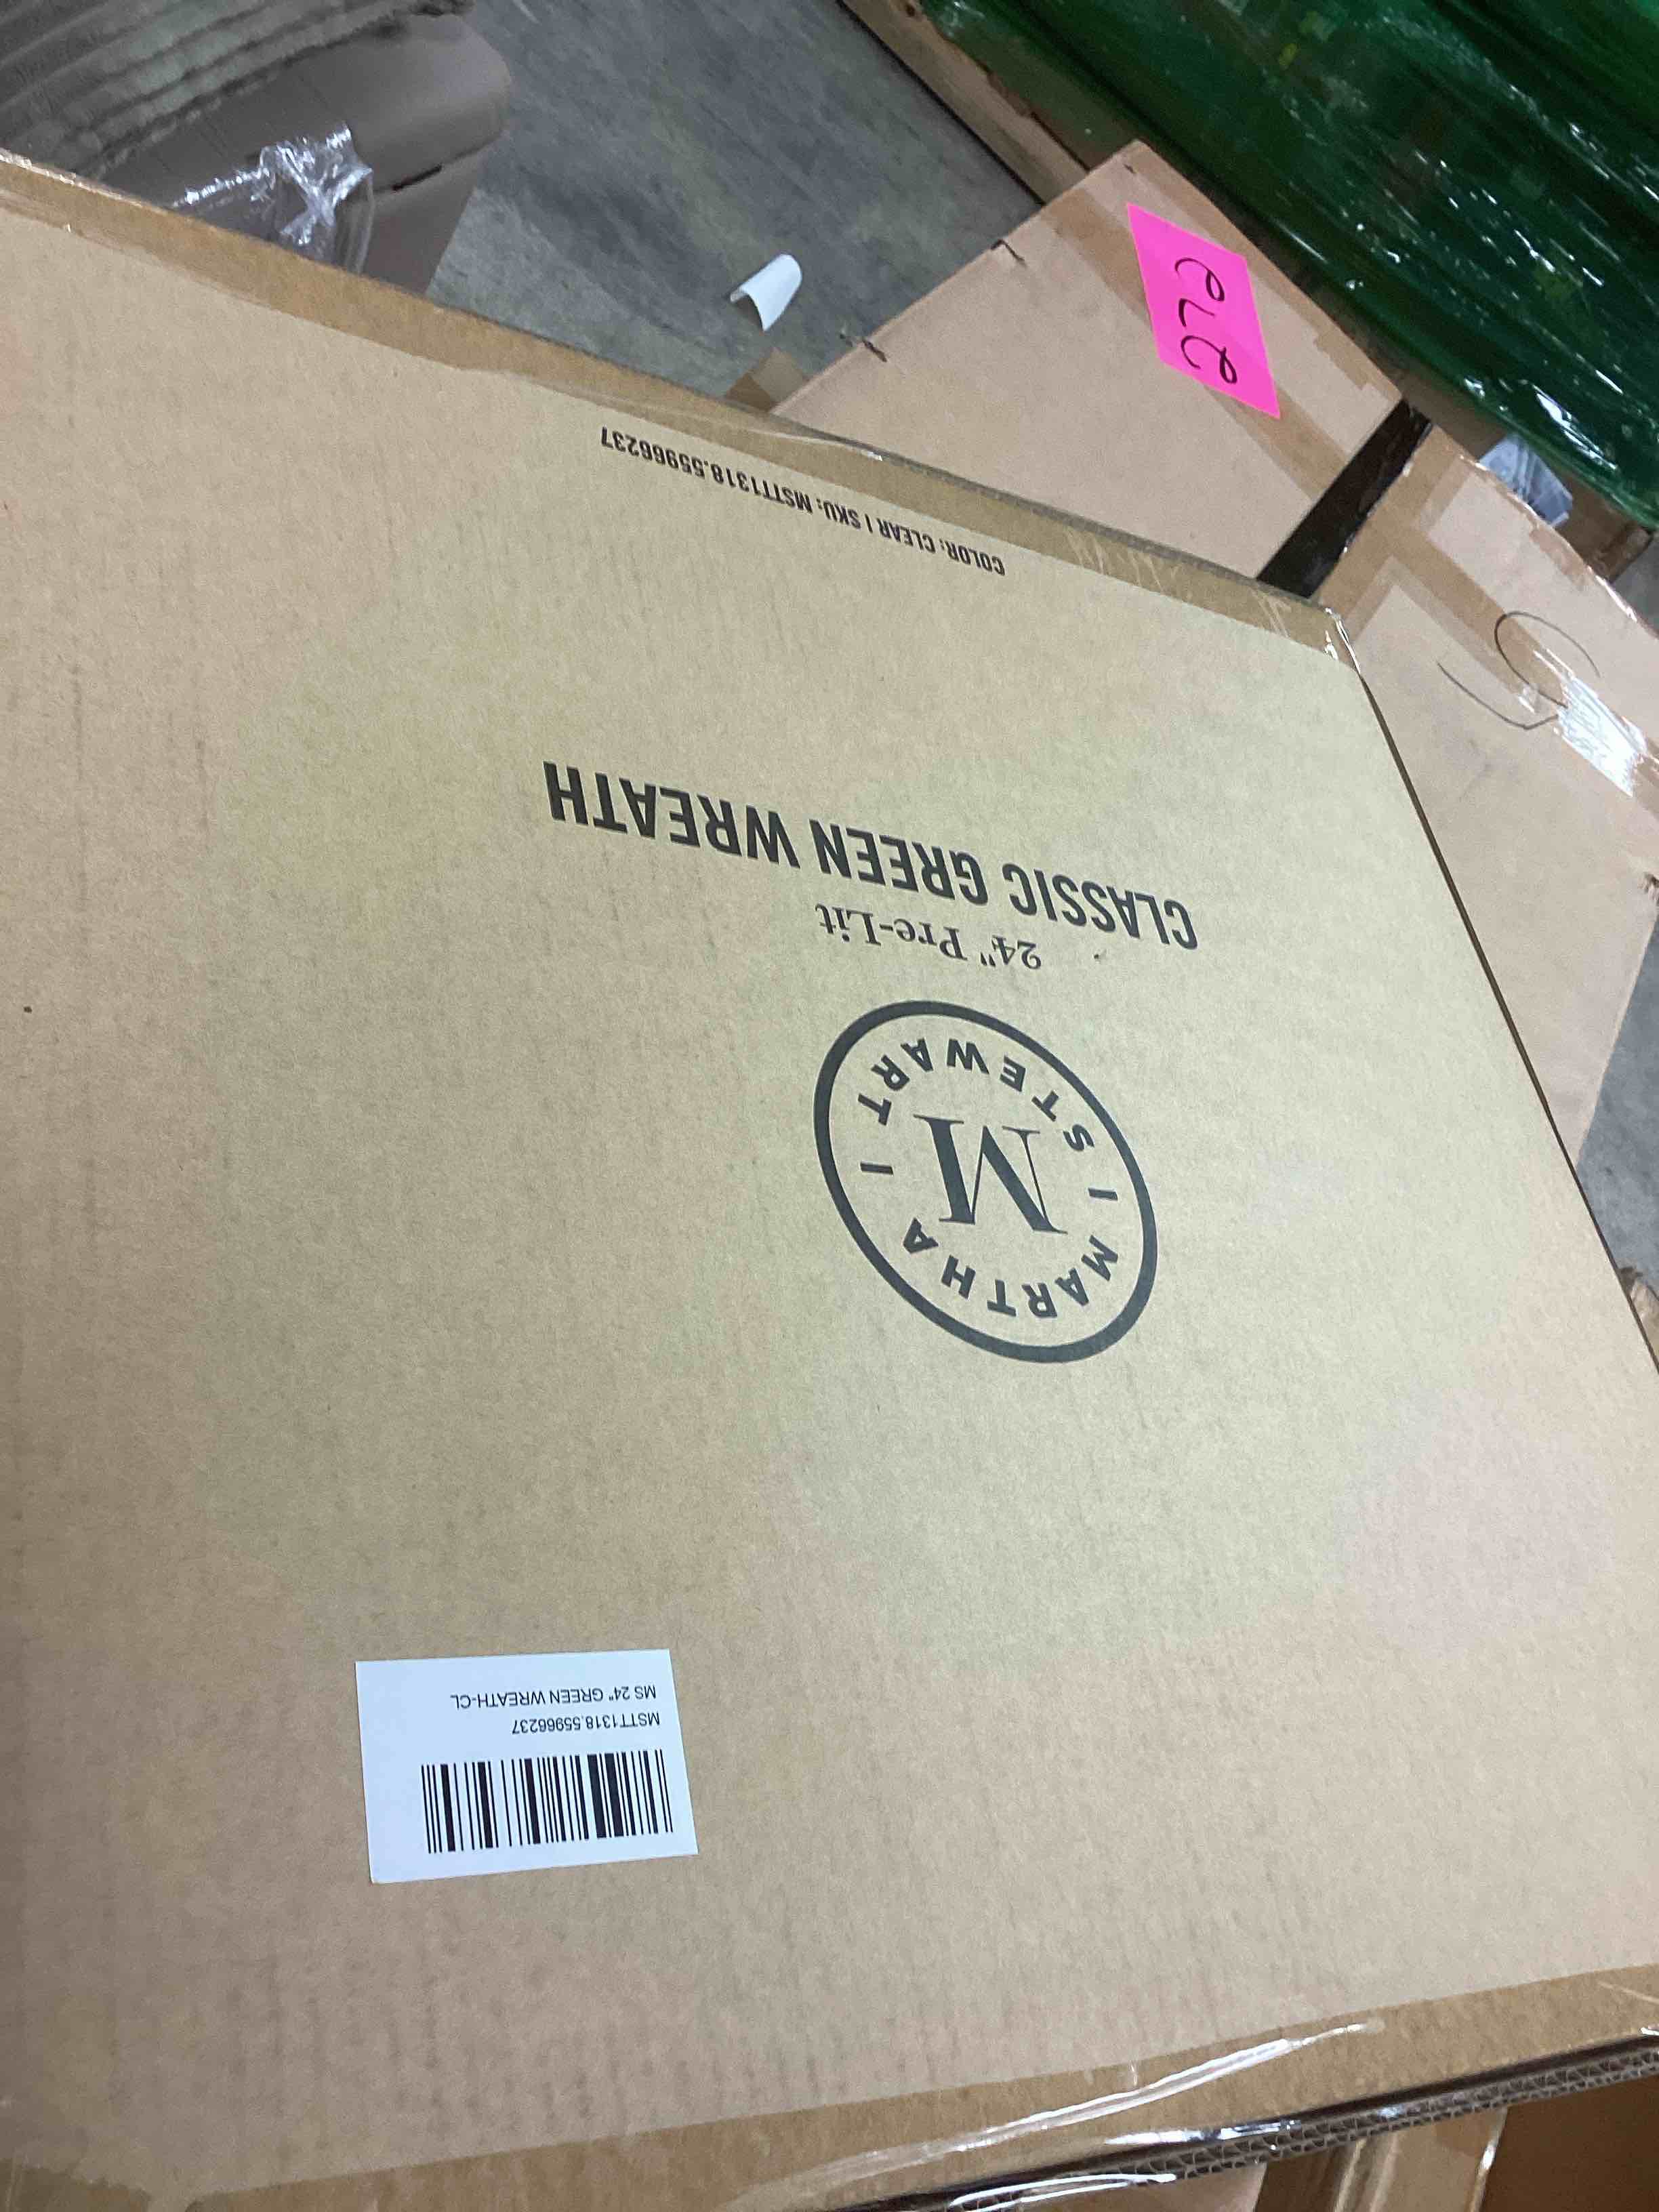 MARTHA | STEWART |
M
24" Pre-Lit
CLASSIC GREEN WREATH
COLOR: CLEAR | SKU: MSTT1318.55966237
MSTT1318.55966237
MS 24" GREEN WREATH-CL